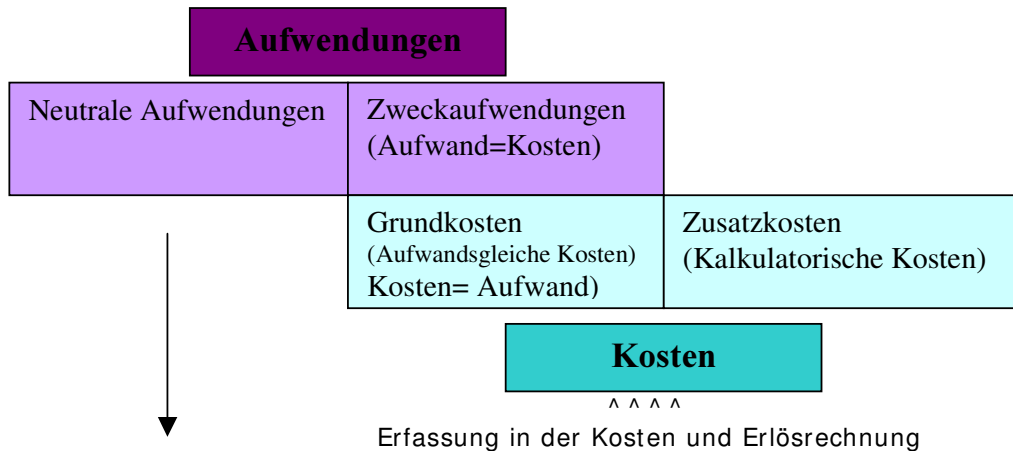 Aufwendungen
Neutrale Aufwendungen
Zweckaufwendungen
(Aufwand=Kosten)
Grundkosten
(Aufwandsgleiche Kosten)
Kosten= Aufwand)
Zusatzkosten
(Kalkulatorische Kosten)
Kosten
^ ^ ^ ^
Erfassung in der Kosten und Erlösrechnung